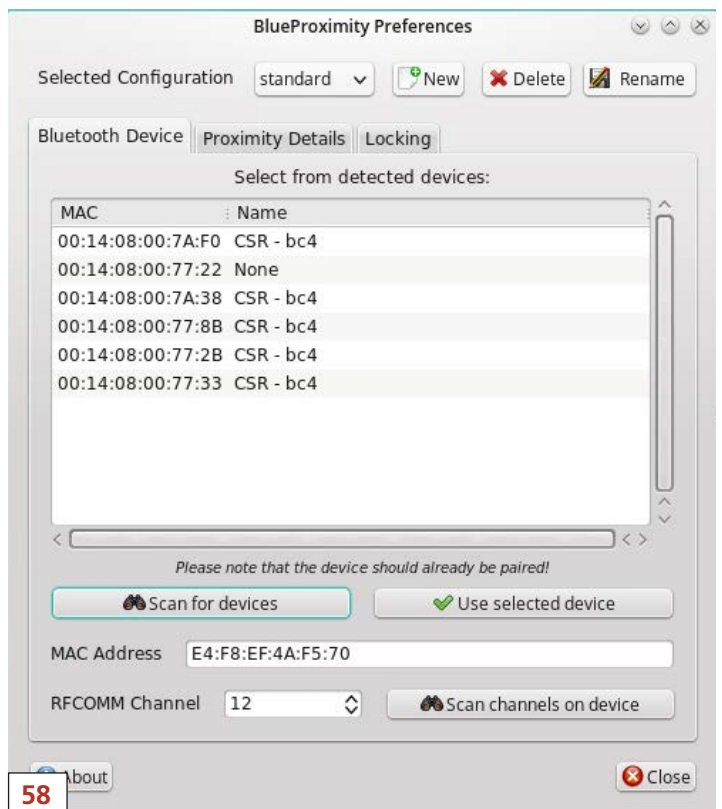 BlueProximity Preferences
Selected Configuration standard New Delete Rename
Bluetooth Device Proximity Details Locking
Select from detected devices:
MAC Name
00:14:08:00:7A:F0 CSR - bc4
00:14:08:00:77:22 None
00:14:08:00:7A:38 CSR - bc4
00:14:08:00:77:8B CSR - bc4
00:14:08:00:77:2B CSR - bc4
00:14:08:00:77:33 CSR - bc4
Please note that the device should already be paired!
Scan for devices Use selected device
MAC Address E4:F8:EF:4A:F5:70
RFCOMM Channel 12 Scan channels on device
About Close
58